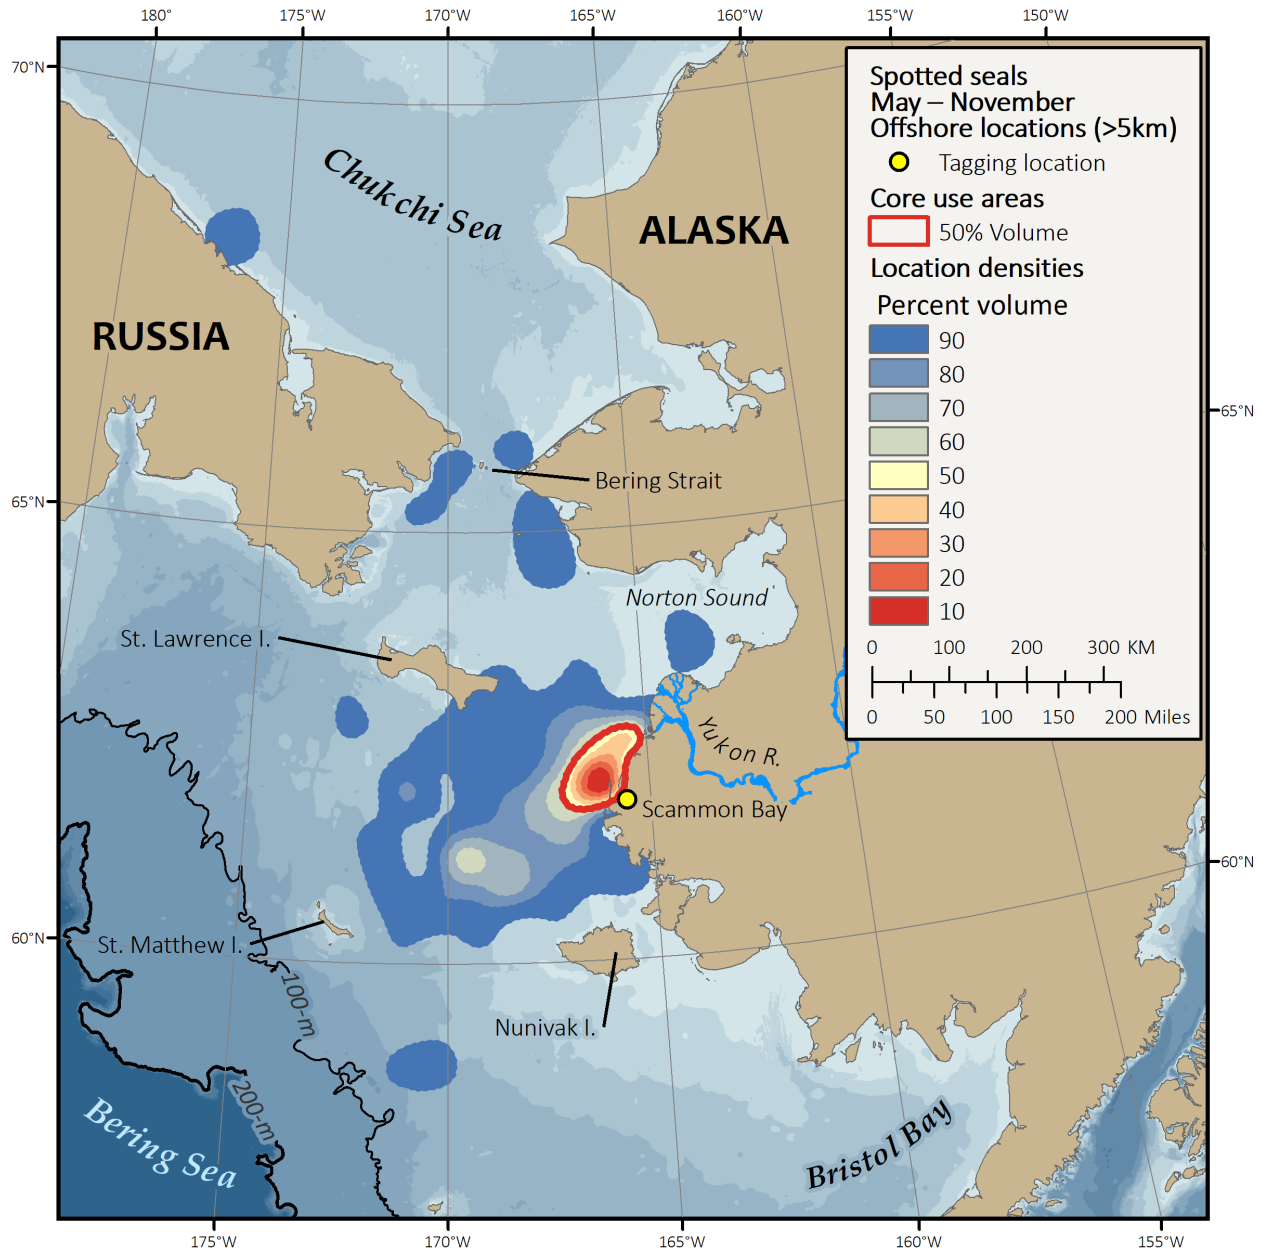 180°
175°W
170°W
165°W
160°W
155°W
150°W
70°N
65°N
60°N
65°N
60°N
175°W
170°W
165°W
160°W
155°W
Spotted seals
May – November
Offshore locations (>5km)
Tagging location
Core use areas
50% Volume
Location densities
Percent volume
90
80
70
60
50
40
30
20
10
0 100 200 300 KM
0 50 100 150 200 Miles
Chukchi Sea
ALASKA
RUSSIA
Bering Strait
Norton Sound
St. Lawrence I.
Yukon R.
Scammon Bay
St. Matthew I.
100-m
Nunivak I.
200-m
Bering Sea
Bristol Bay